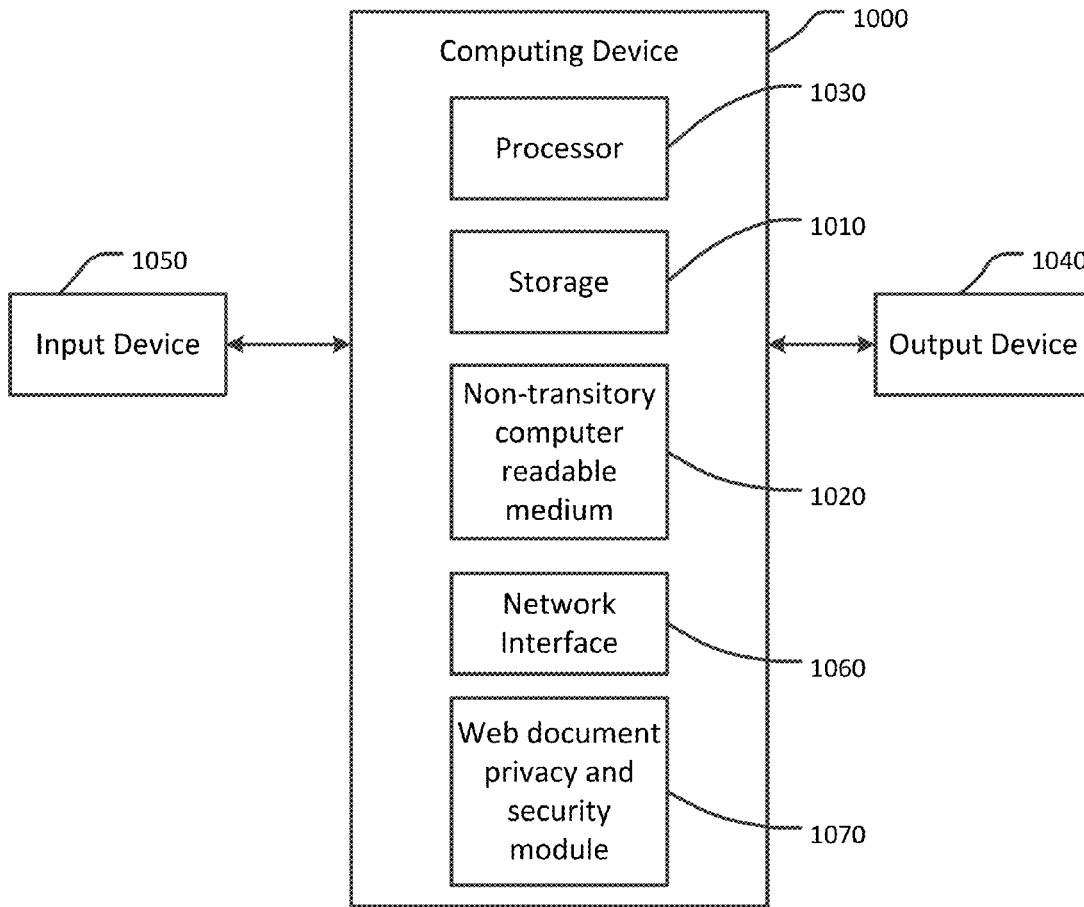 1000
Computing Device
1030
Processor
1010
Storage
1050
Input Device
1040
Output Device
Non-transitory
computer
readable
medium
1020
Network
Interface
1060
Web document
privacy and
security
module
1070